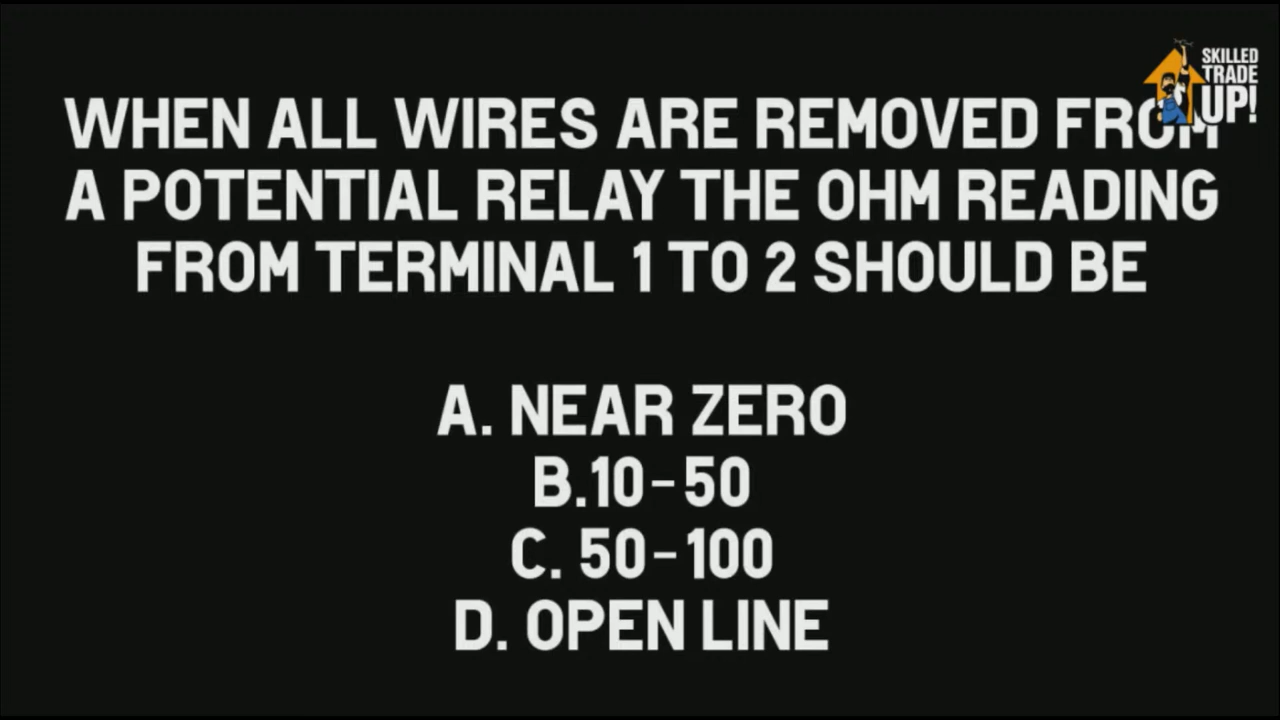 SKILLED
TRADE
UP!
WHEN ALL WIRES ARE REMOVED FROM
A POTENTIAL RELAY THE OHM READING
FROM TERMINAL 1 TO 2 SHOULD BE
A. NEAR ZERO
B.10-50
C. 50-100
D. OPEN LINE